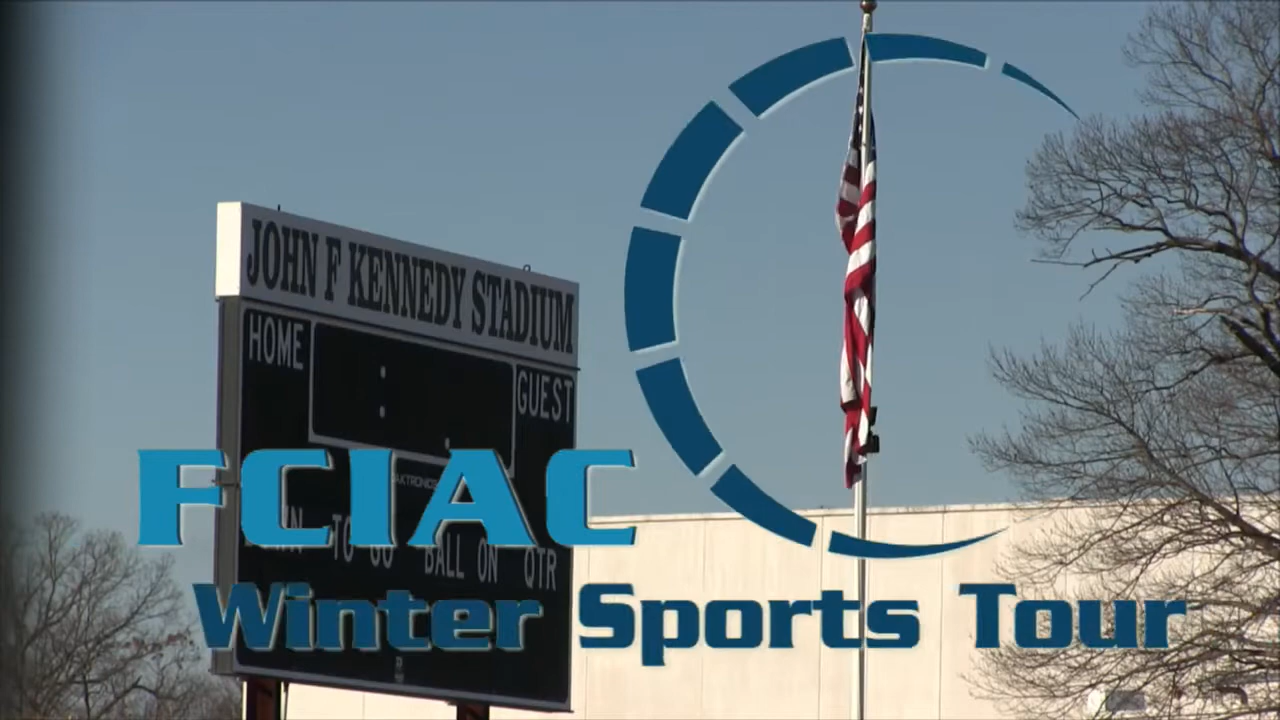 JOHN F KENNEDY STADIUM
HOME
GUEST
FCIAC
TO GO BALL ON QTR
Winter Sports Tour